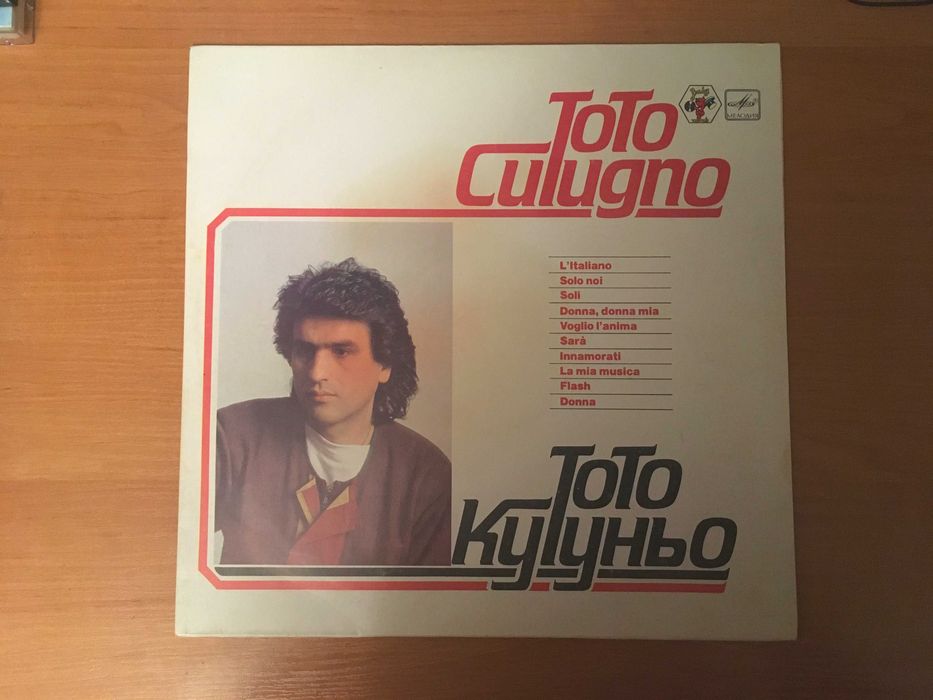 Toto
Cutugno
МЕЛОДИЯ
L'Italiano
Solo noi
Soli
Donna, donna mia
Voglio l'anima
Sarà
Innamorati
La mia musica
Flash
Donna
Тото
Кутуньо